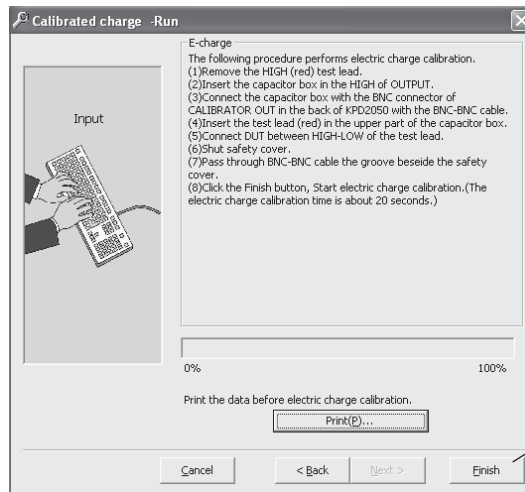 Calibrated charge -Run
Input
E-charge
The following procedure performs electric charge calibration.
(1)Remove the HIGH (red) test lead.
(2)Insert the capacitor box in the HIGH of OUTPUT.
(3)Connect the capacitor box with the BNC connector of
CALIBRATOR OUT in the back of KPD2050 with the BNC-BNC cable.
(4)Insert the test lead (red) in the upper part of the capacitor box.
(5)Connect DUT between HIGH-LOW of the test lead.
(6)Shut safety cover.
(7)Pass through BNC-BNC cable the groove beseide the safety
cover.
(8)Click the Finish button, Start electric charge calibration.(The
electric charge calibration time is about 20 seconds.)
0% 100%
Print the data before electric charge calibration.
Print(P)...
Cancel < Back Next > Finish